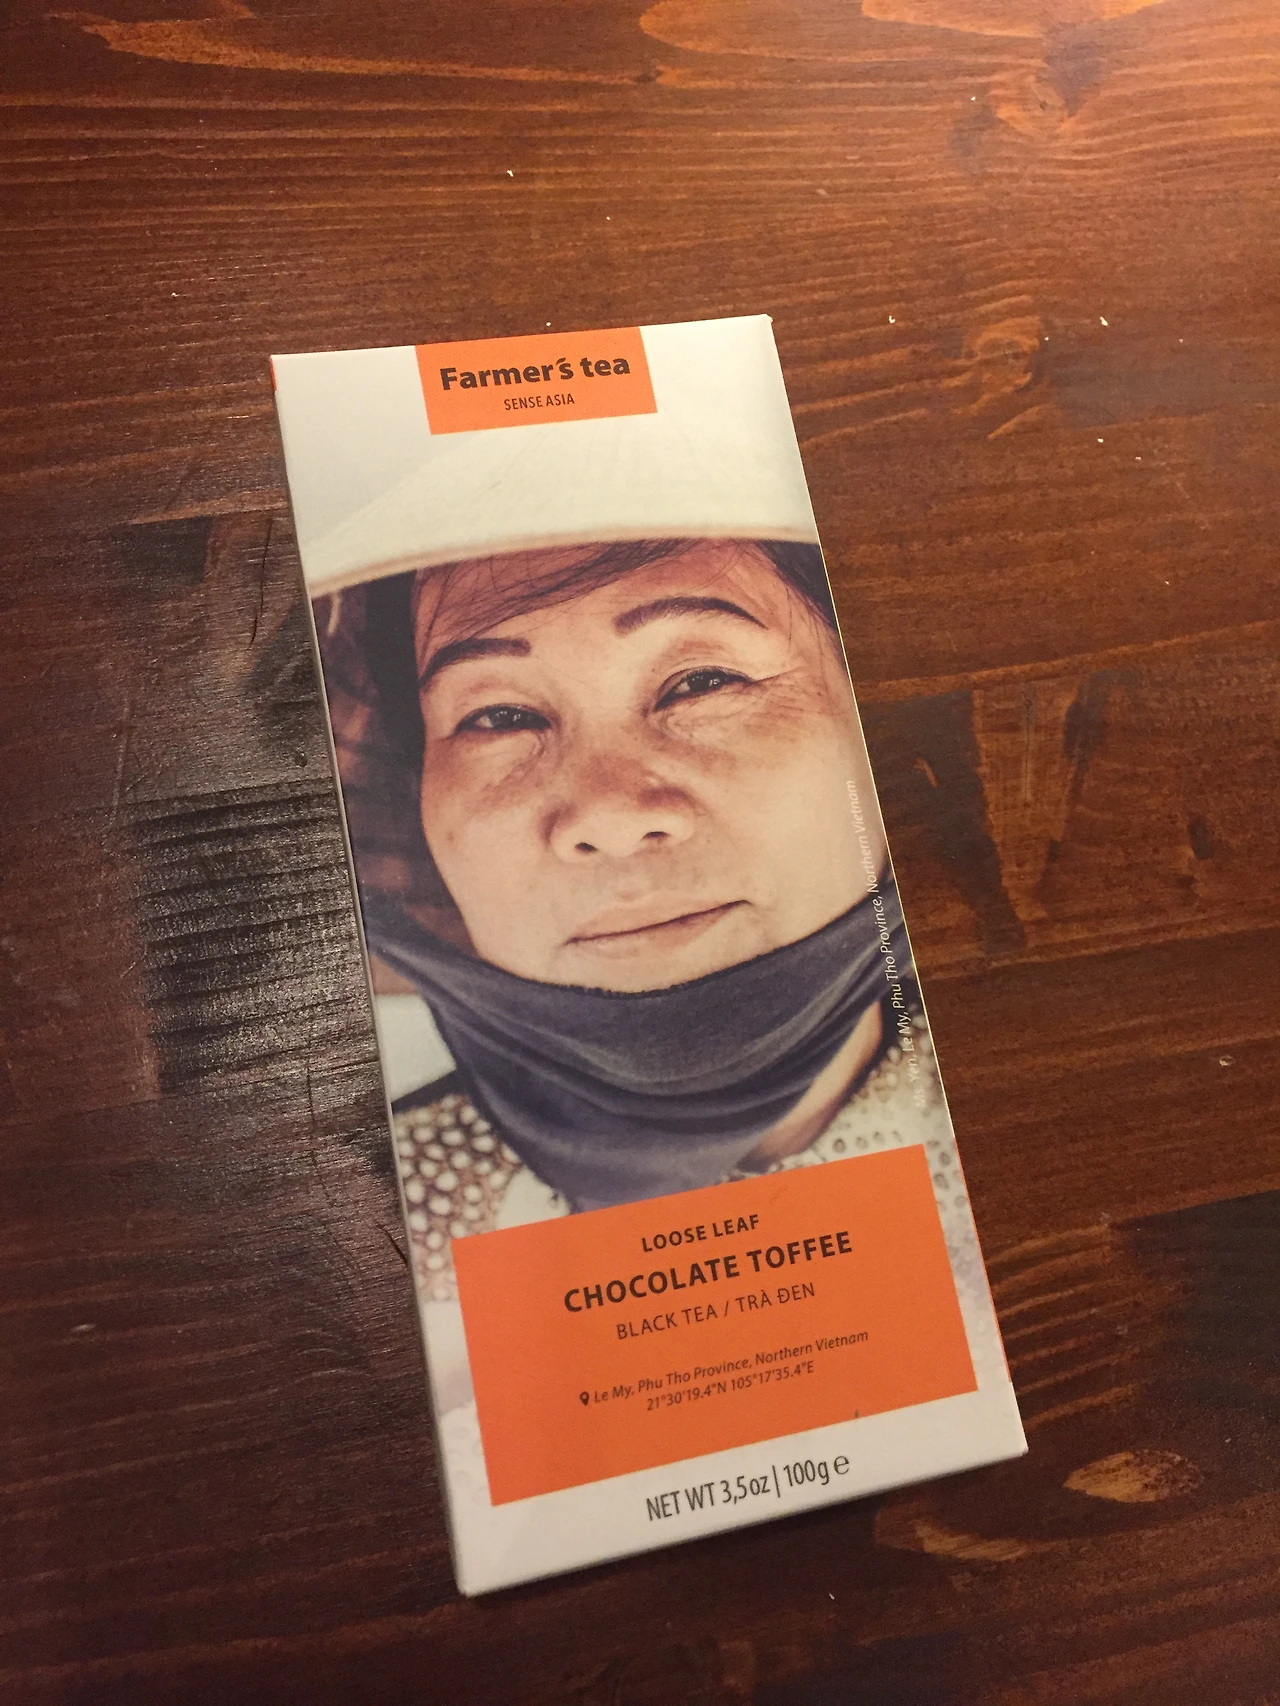 Farmer's tea
SENSE ASIA
Ms. Yen, Le My, Phu Tho Province, Northern Vietnam
LOOSE LEAF
CHOCOLATE TOFFEE
BLACK TEA / TRÀ ĐEN
Le My, Phu Tho Province, Northern Vietnam
21°30'19.4"N 105°17'35.4"E
NET WT 3,5oz | 100g ℮